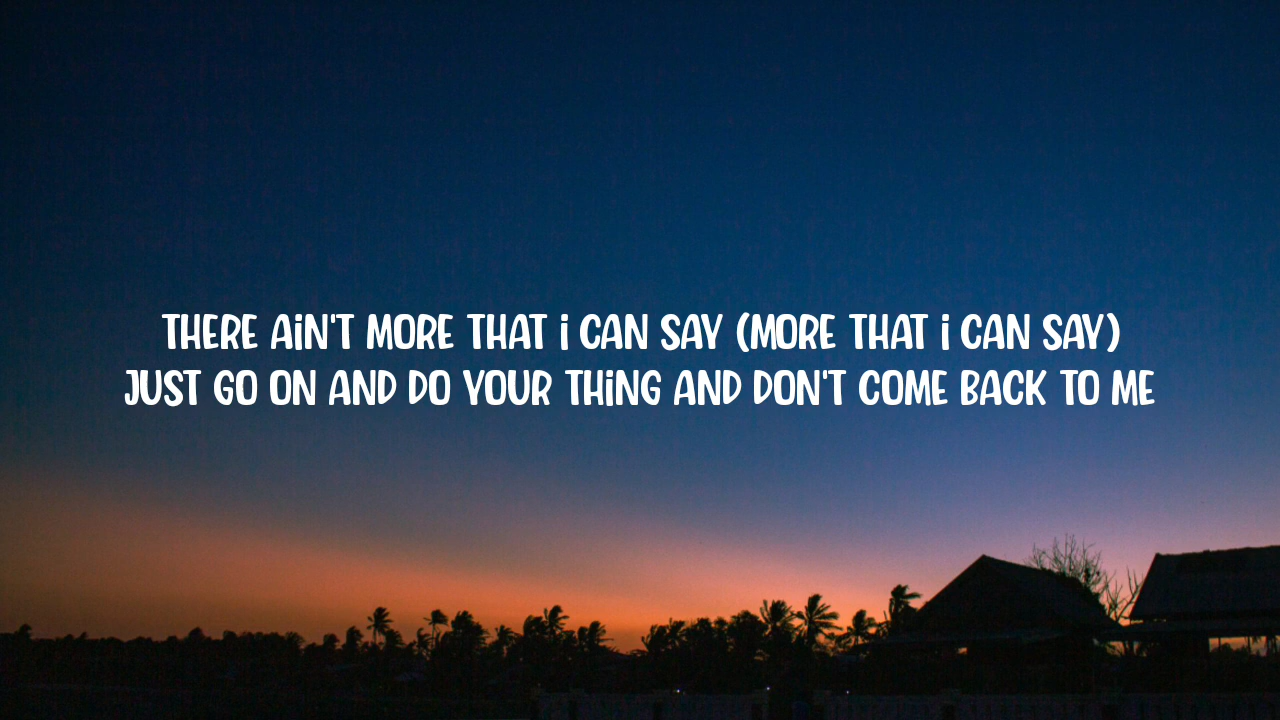 THERE AiN'T MORE THAT i CAN SAY (MORE THAT i CAN SAY)
JUST GO ON AND DO YOUR THiNG AND DON'T COME BACK TO ME